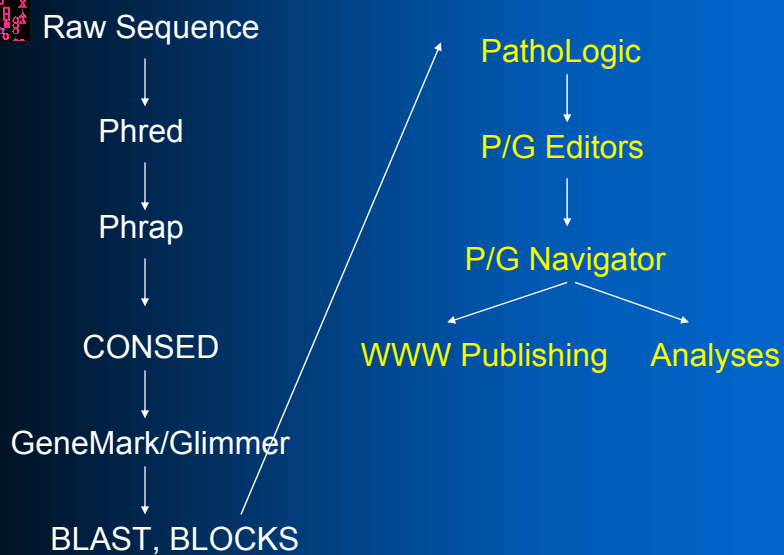 Raw Sequence
Phred
Phrap
CONSED
GeneMark/Glimmer
BLAST, BLOCKS
PathoLogic
P/G Editors
P/G Navigator
WWW Publishing Analyses